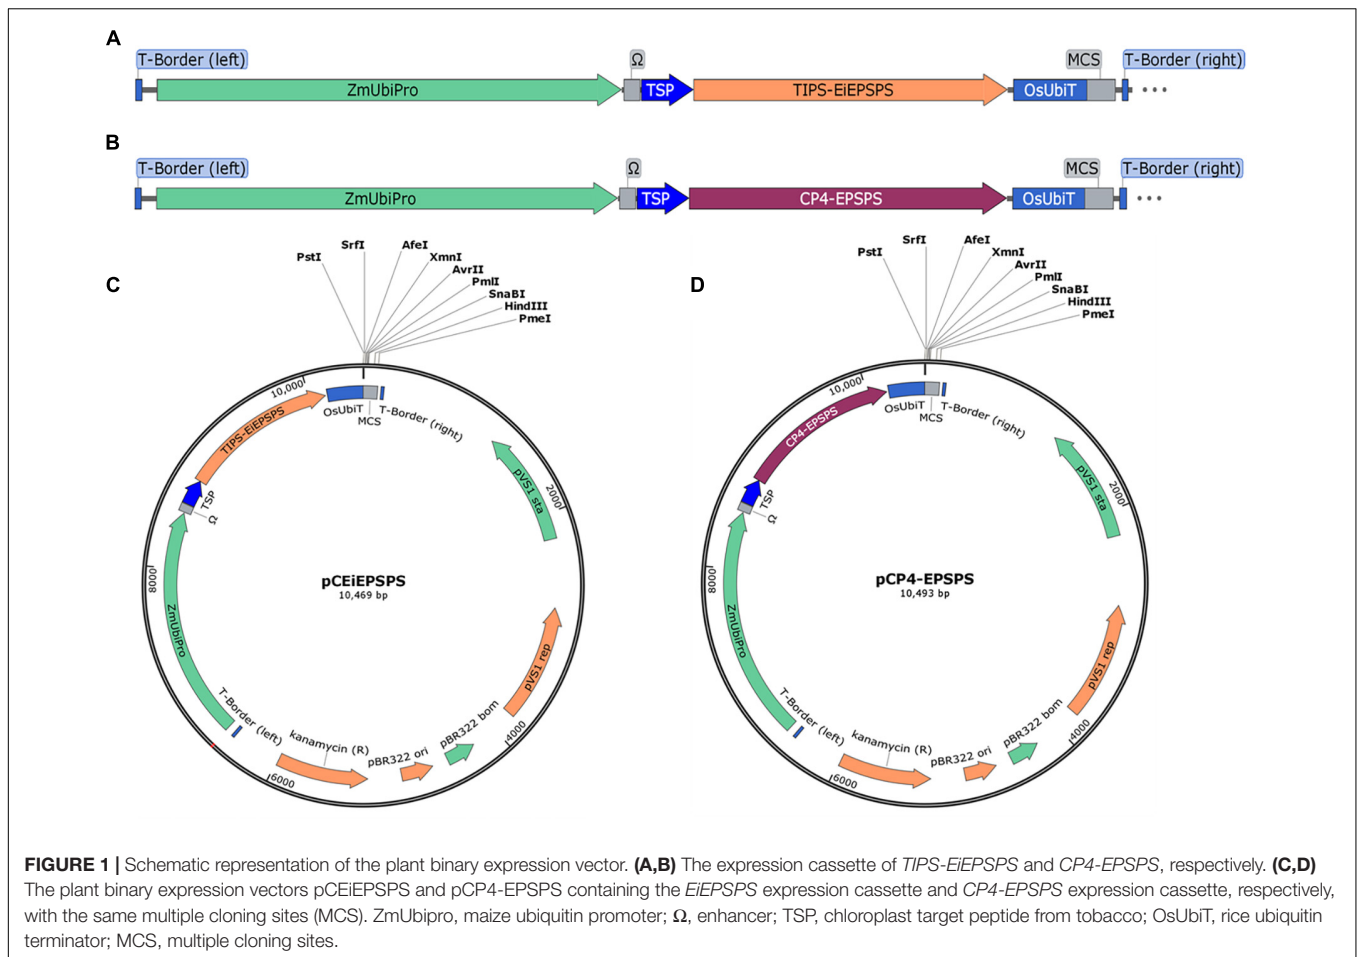 A
T-Border (left)
Ω
MCS
T-Border (right)
ZmUbiPro
TSP
TIPS-EiEPSPS
OsUbiT
B
T-Border (left)
Ω
MCS
T-Border (right)
ZmUbiPro
TSP
CP4-EPSPS
OsUbiT
C
PstI
SrfI
AfeI
XmnI
AvrII
PmlI
SnaBI
HindIII
PmeI
10,000
TIPS-EiEPSPS
OsUbiT
MCS
T-Border (right)
TSP
Ω
pVS1 sta
2000
8000
ZmUbiPro
pCEiEPSPS
10,469 bp
pVS1 rep
T-Border (left)
kanamycin (R)
pBR322 ori
pBR322 bom
4000
6000
D
PstI
SrfI
AfeI
XmnI
AvrII
PmlI
SnaBI
HindIII
PmeI
10,000
CP4-EPSPS
OsUbiT
MCS
T-Border (right)
TSP
Ω
pVS1 sta
2000
8000
ZmUbiPro
pCP4-EPSPS
10,493 bp
pVS1 rep
T-Border (left)
kanamycin (R)
pBR322 ori
pBR322 bom
4000
6000
FIGURE 1 | Schematic representation of the plant binary expression vector. (A,B) The expression cassette of TIPS-EiEPSPS and CP4-EPSPS, respectively. (C,D)
The plant binary expression vectors pCEiEPSPS and pCP4-EPSPS containing the EiEPSPS expression cassette and CP4-EPSPS expression cassette, respectively,
with the same multiple cloning sites (MCS). ZmUbipro, maize ubiquitin promoter; Ω, enhancer; TSP, chloroplast target peptide from tobacco; OsUbiT, rice ubiquitin
terminator; MCS, multiple cloning sites.